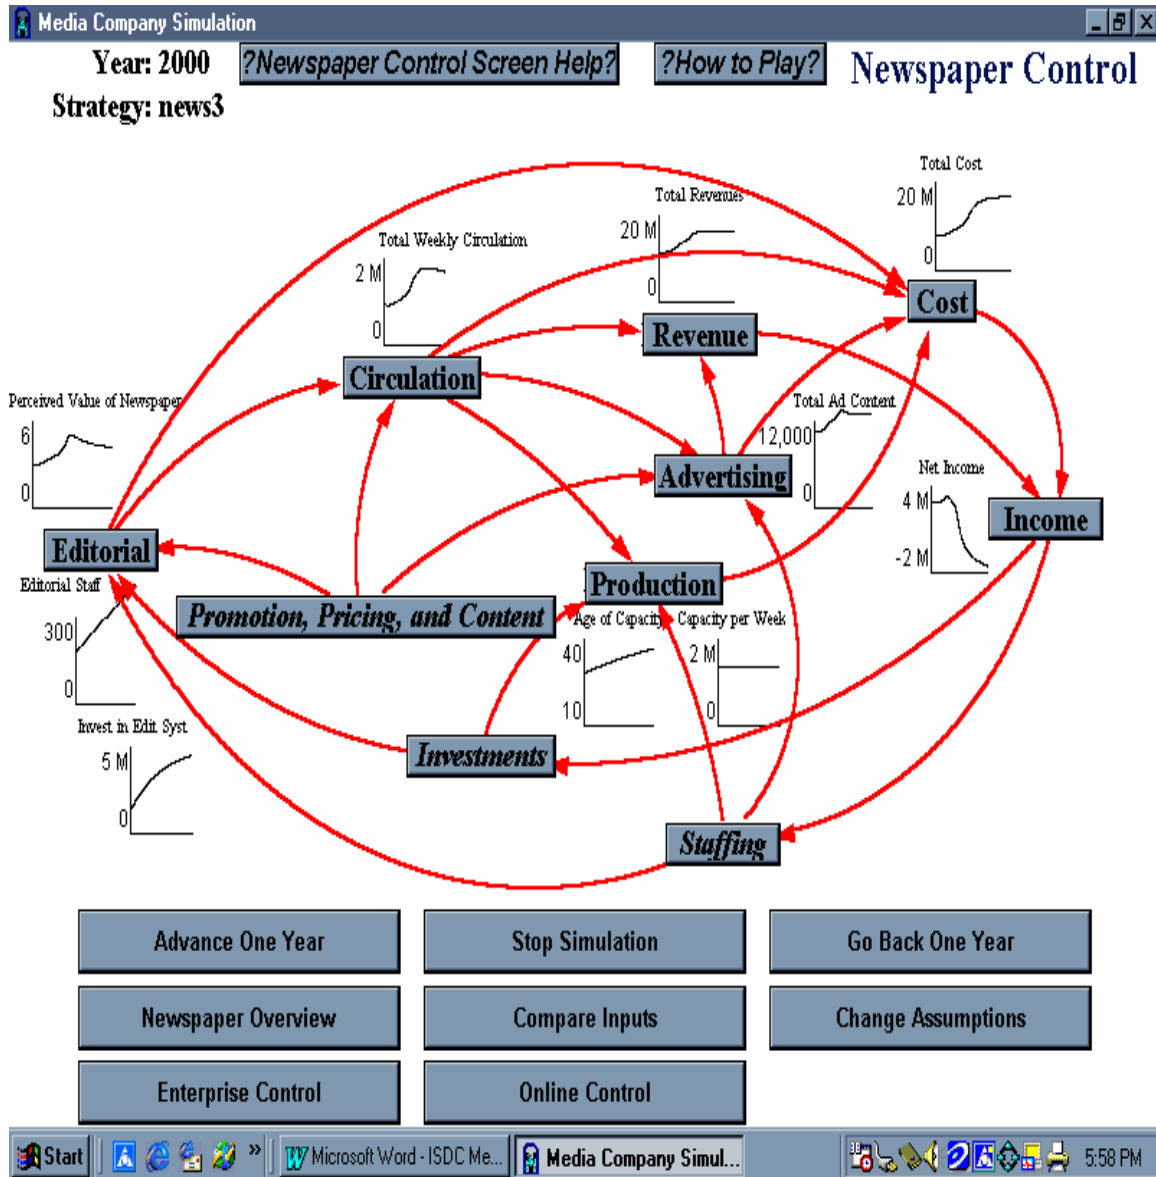 Media Company Simulation
Year: 2000
?Newspaper Control Screen Help?
?How to Play?
Newspaper Control
Strategy: news3
Total Cost
20 M
0
Total Revenues
20 M
0
Total Weekly Circulation
2 M
0
Cost
Revenue
Circulation
Perceived Value of Newspaper
6
0
Total Ad Content
12,000
0
Advertising
Net Income
4 M
-2 M
Income
Editorial
Editorial Staff
300
0
Production
Promotion, Pricing, and Content
Age of Capacity
40
10
Capacity per Week
2 M
0
Invest in Edit Syst
5 M
0
Investments
Staffing
Advance One Year
Stop Simulation
Go Back One Year
Newspaper Overview
Compare Inputs
Change Assumptions
Enterprise Control
Online Control
Start
»
Microsoft Word - ISDC Me...
Media Company Simul...
5:58 PM